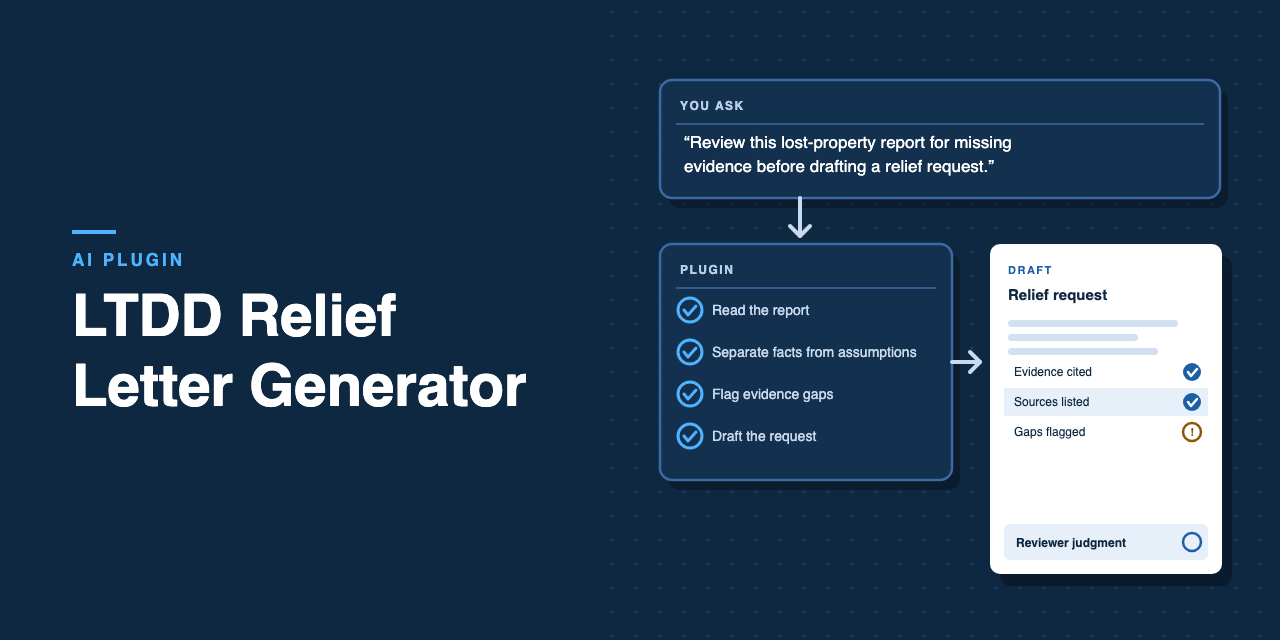 AI PLUGIN
LTDD Relief
Letter Generator
YOU ASK
“Review this lost-property report for missing
evidence before drafting a relief request.”
PLUGIN
Read the report
Separate facts from assumptions
Flag evidence gaps
Draft the request
DRAFT
Relief request
Evidence cited
Sources listed
Gaps flagged
!
Reviewer judgment